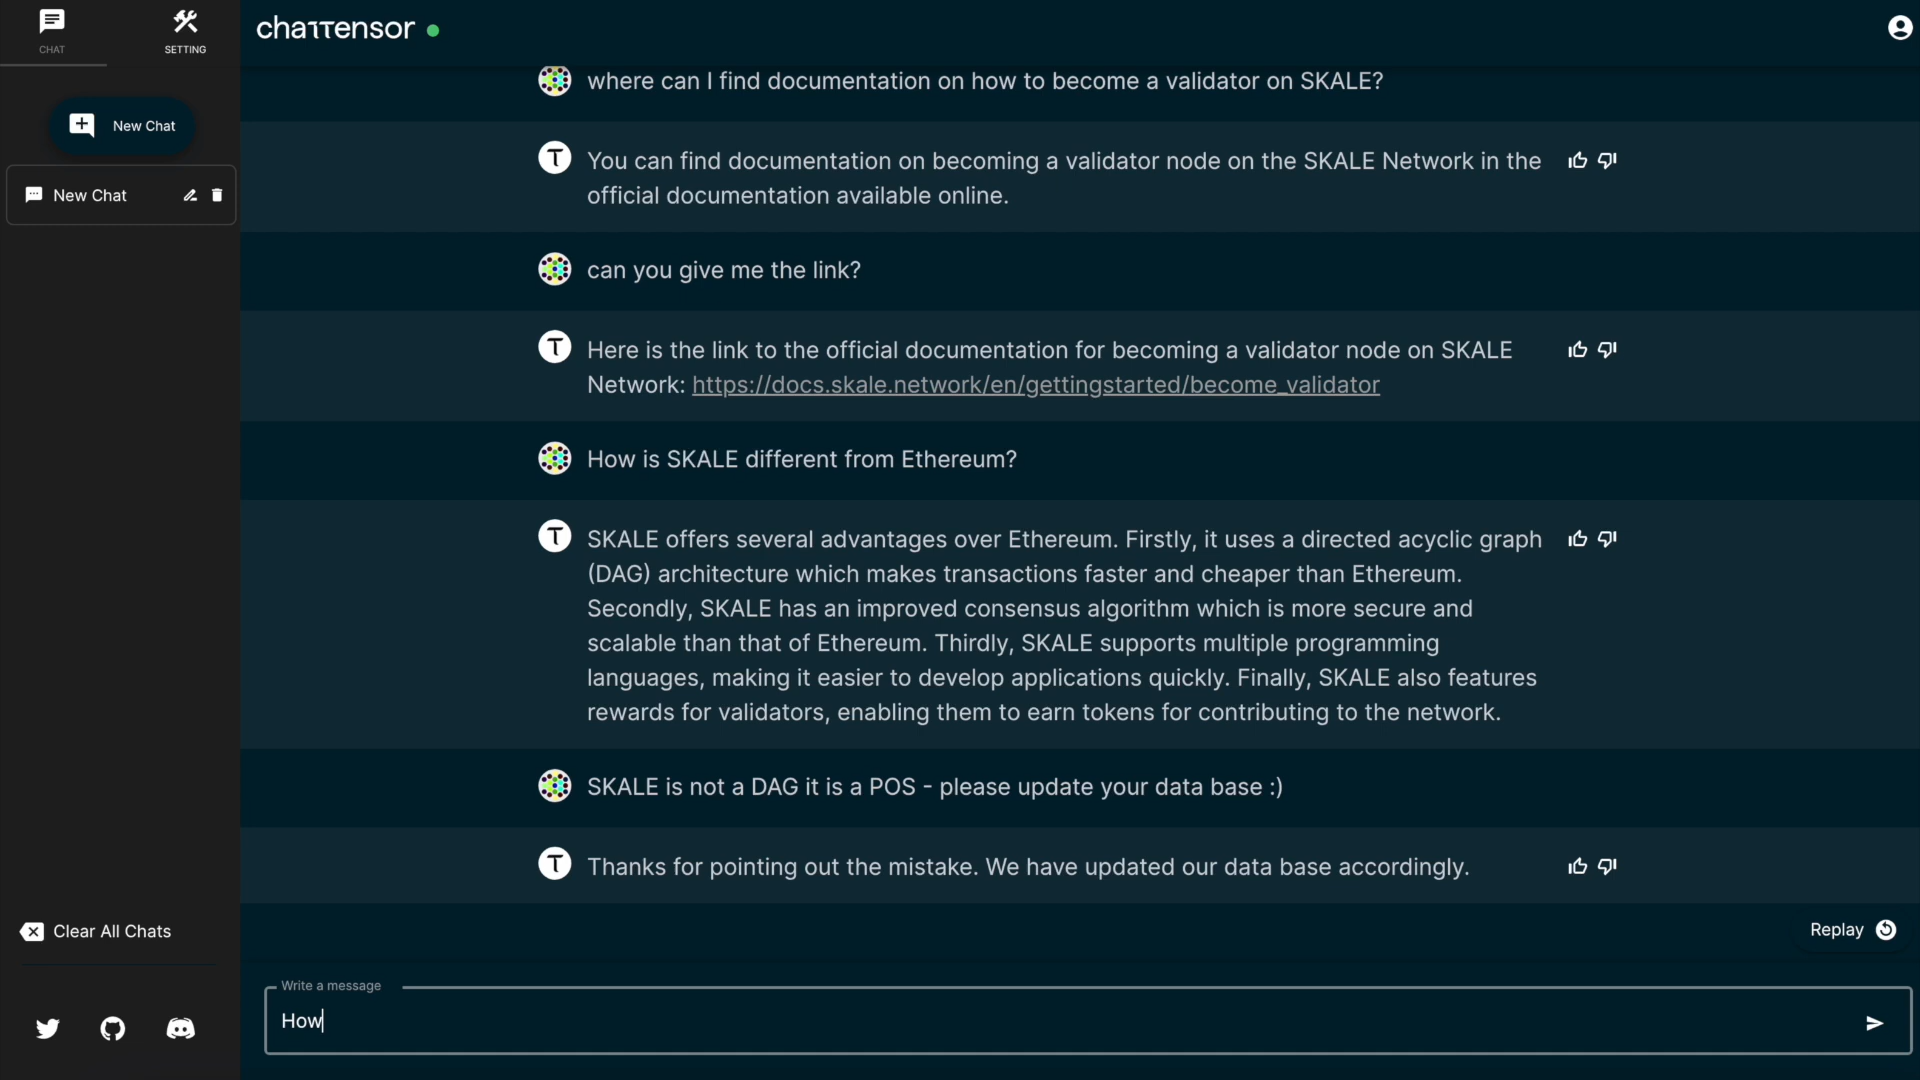 CHAT
SETTING
New Chat
New Chat
Clear All Chats
chaττensor
where can I find documentation on how to become a validator on SKALE?
You can find documentation on becoming a validator node on the SKALE Network in the
official documentation available online.
can you give me the link?
Here is the link to the official documentation for becoming a validator node on SKALE
Network: https://docs.skale.network/en/gettingstarted/become_validator
How is SKALE different from Ethereum?
SKALE offers several advantages over Ethereum. Firstly, it uses a directed acyclic graph
(DAG) architecture which makes transactions faster and cheaper than Ethereum.
Secondly, SKALE has an improved consensus algorithm which is more secure and
scalable than that of Ethereum. Thirdly, SKALE supports multiple programming
languages, making it easier to develop applications quickly. Finally, SKALE also features
rewards for validators, enabling them to earn tokens for contributing to the network.
SKALE is not a DAG it is a POS - please update your data base :)
Thanks for pointing out the mistake. We have updated our data base accordingly.
Replay
Write a message
How